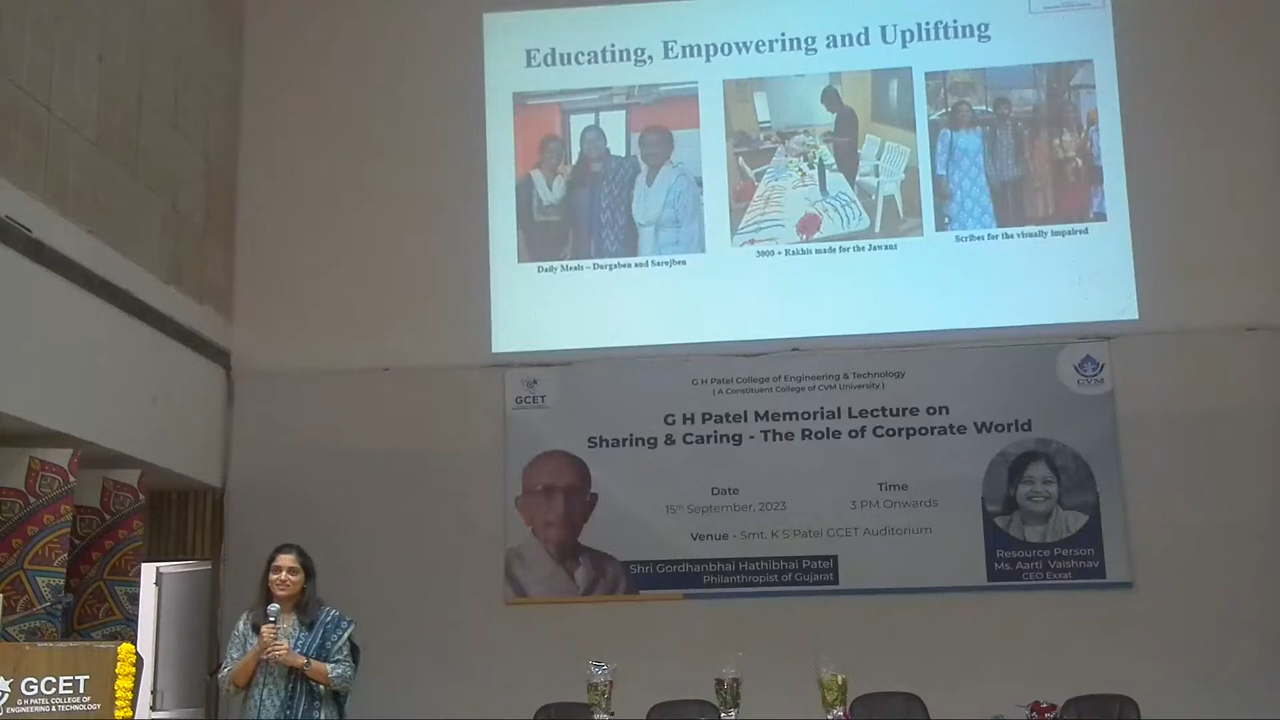 Educating, Empowering and Uplifting
Daily Meals – Durgaben and Sarojben
3000 + Rakhis made for the Jawans
Scribes for the visually impaired
GCET
CVM
G H Patel College of Engineering & Technology
( A Constituent College of CVM University )
G H Patel Memorial Lecture on
Sharing & Caring - The Role of Corporate World
Date
15th September, 2023
Time
3 PM Onwards
Venue - Smt. K S Patel GCET Auditorium
Shri Gordhanbhai Hathibhai Patel
Philanthropist of Gujarat
Resource Person
Ms. Aarti Vaishnav
CEO Exxat
GCET
G H PATEL COLLEGE OF
ENGINEERING & TECHNOLOGY